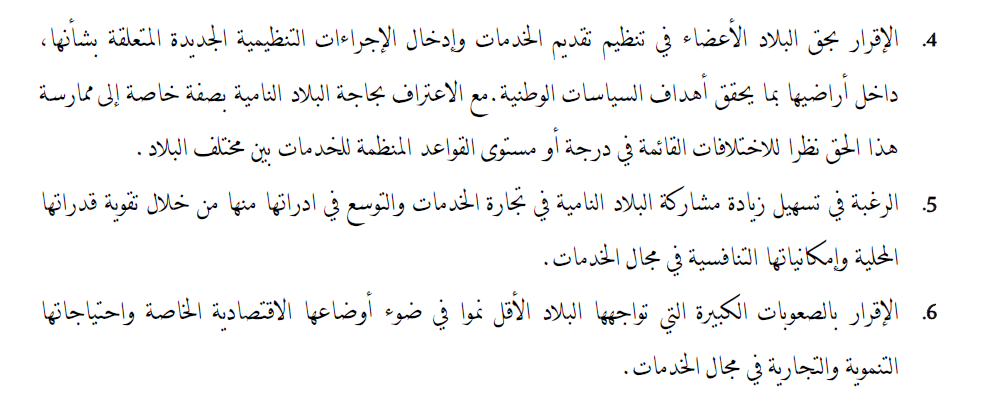 4. الإقرار بحق البلاد الأعضاء في تنظيم تقديم الخدمات وإدخال الإجراءات التنظيمية الجديدة المتعلقة بشأنها،
داخل أراضيها بما يحقق أهداف السياسات الوطنية.مع الاعتراف بحاجة البلاد النامية بصفة خاصة إلى ممارسة
هذا الحق نظرا للاختلافات القائمة في درجة أو مستوى القواعد المنظمة للخدمات بين مختلف البلاد .
5. الرغبة في تسهيل زيادة مشاركة البلاد النامية في تجارة الخدمات والتوسع في ادراتها منها من خلال تقوية قدراتها
المحلية وإمكانياتها التنافسية في مجال الخدمات.
6. الإقرار بالصعوبات الكبيرة التي تواجهها البلاد الأقل نموا في ضوء أوضاعها الاقتصادية الخاصة واحتياجاتها
التنموية والتجارية في مجال الخدمات.